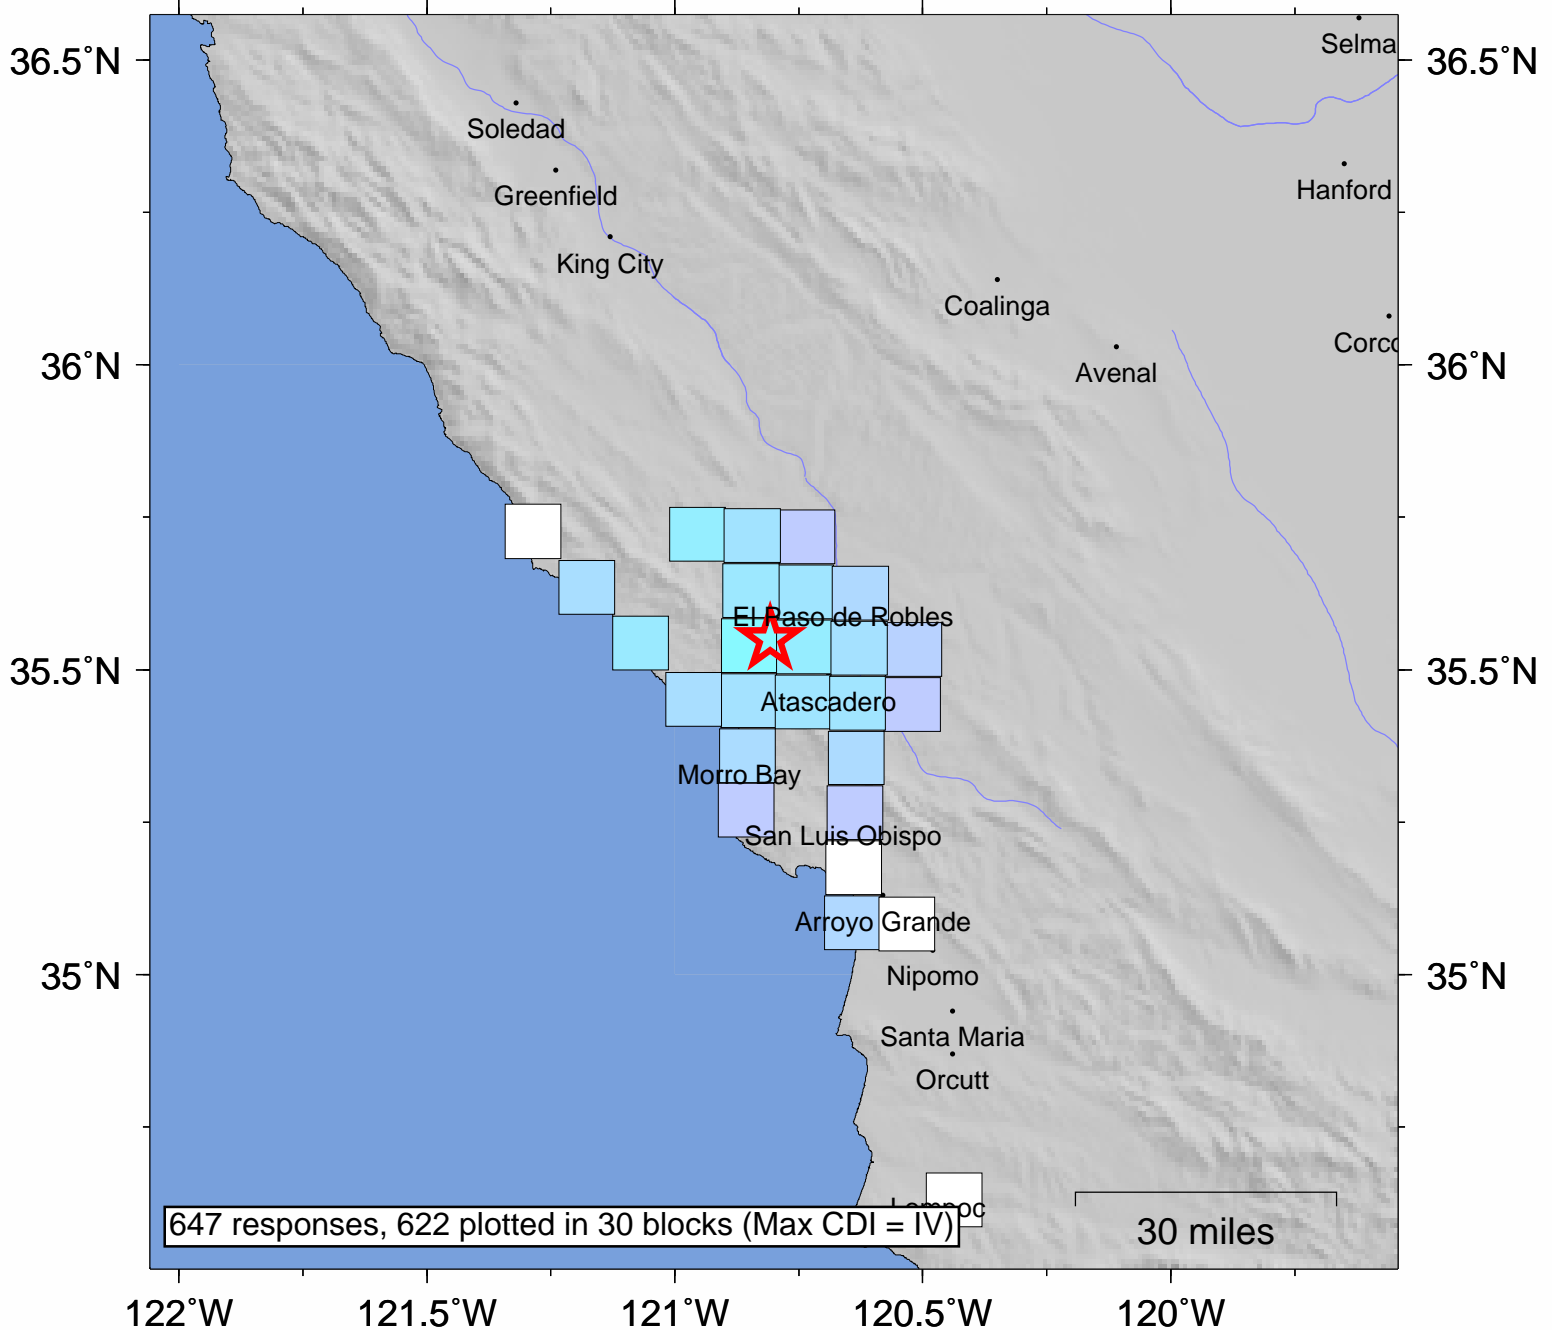 Selma
36.5˚N
36.5˚N
Soledad
Hanford
Greenfield
King City
Coalinga
Corco
36˚N
36˚N
Avenal
El Paso de Robles
35.5˚N
35.5˚N
Atascadero
Morro Bay
San Luis Obispo
Arroyo Grande
35˚N
Nipomo
35˚N
Santa Maria
Orcutt
Lompoc
647 responses, 622 plotted in 30 blocks (Max CDI = IV)
30 miles
122˚W
121.5˚W
121˚W
120.5˚W
120˚W